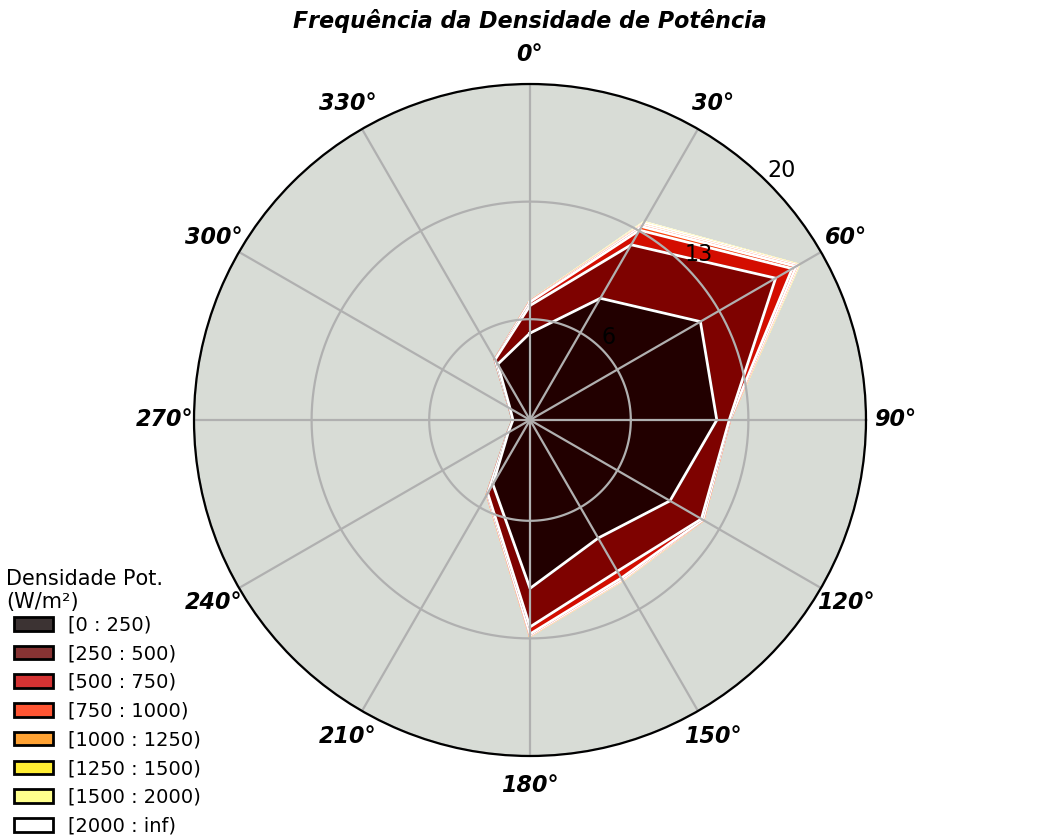 Frequência da Densidade de Potência
0°
330°
30°
20
300°
60°
13
6
270°
90°
240°
120°
210°
150°
180°
Densidade Pot.
(W/m²)
[0 : 250)
[250 : 500)
[500 : 750)
[750 : 1000)
[1000 : 1250)
[1250 : 1500)
[1500 : 2000)
[2000 : inf)